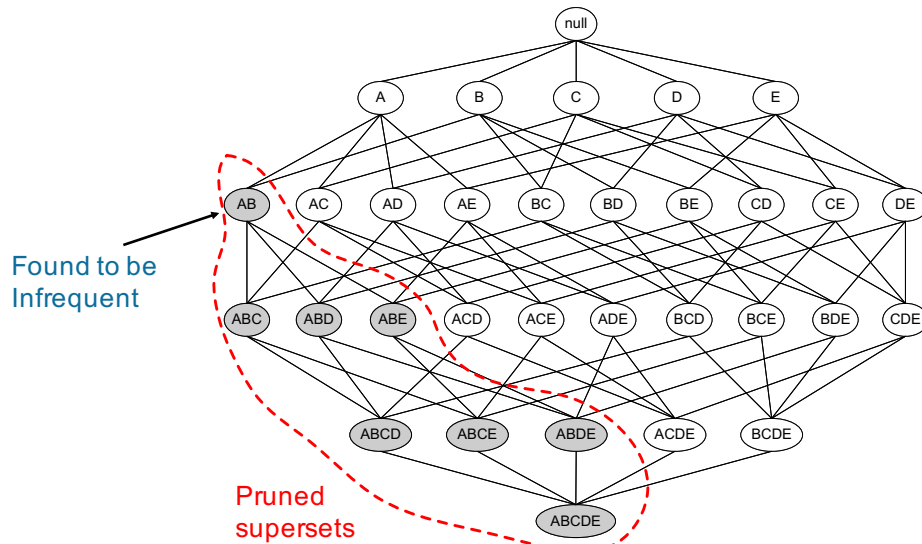 null
A B C D E
AB AC AD AE BC BD BE CD CE DE
Found to be
Infrequent
ABC ABD ABE ACD ACE ADE BCD BCE BDE CDE
ABCD ABCE ABDE ACDE BCDE
Pruned
supersets
ABCDE